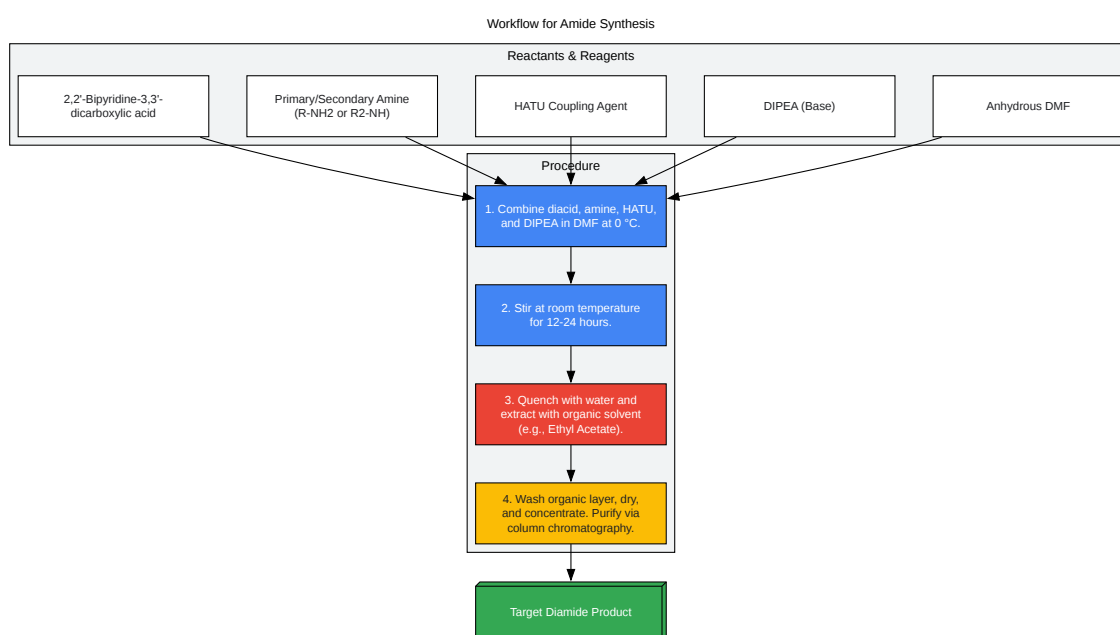 Workflow for Amide Synthesis
Reactants & Reagents
2,2'-Bipyridine-3,3'-
dicarboxylic acid
Primary/Secondary Amine
(R-NH2 or R2-NH)
HATU Coupling Agent
DIPEA (Base)
Anhydrous DMF
Procedure
1. Combine diacid, amine, HATU,
and DIPEA in DMF at 0 °C.
2. Stir at room temperature
for 12-24 hours.
3. Quench with water and
extract with organic solvent
(e.g., Ethyl Acetate).
4. Wash organic layer, dry,
and concentrate. Purify via
column chromatography.
Target Diamide Product